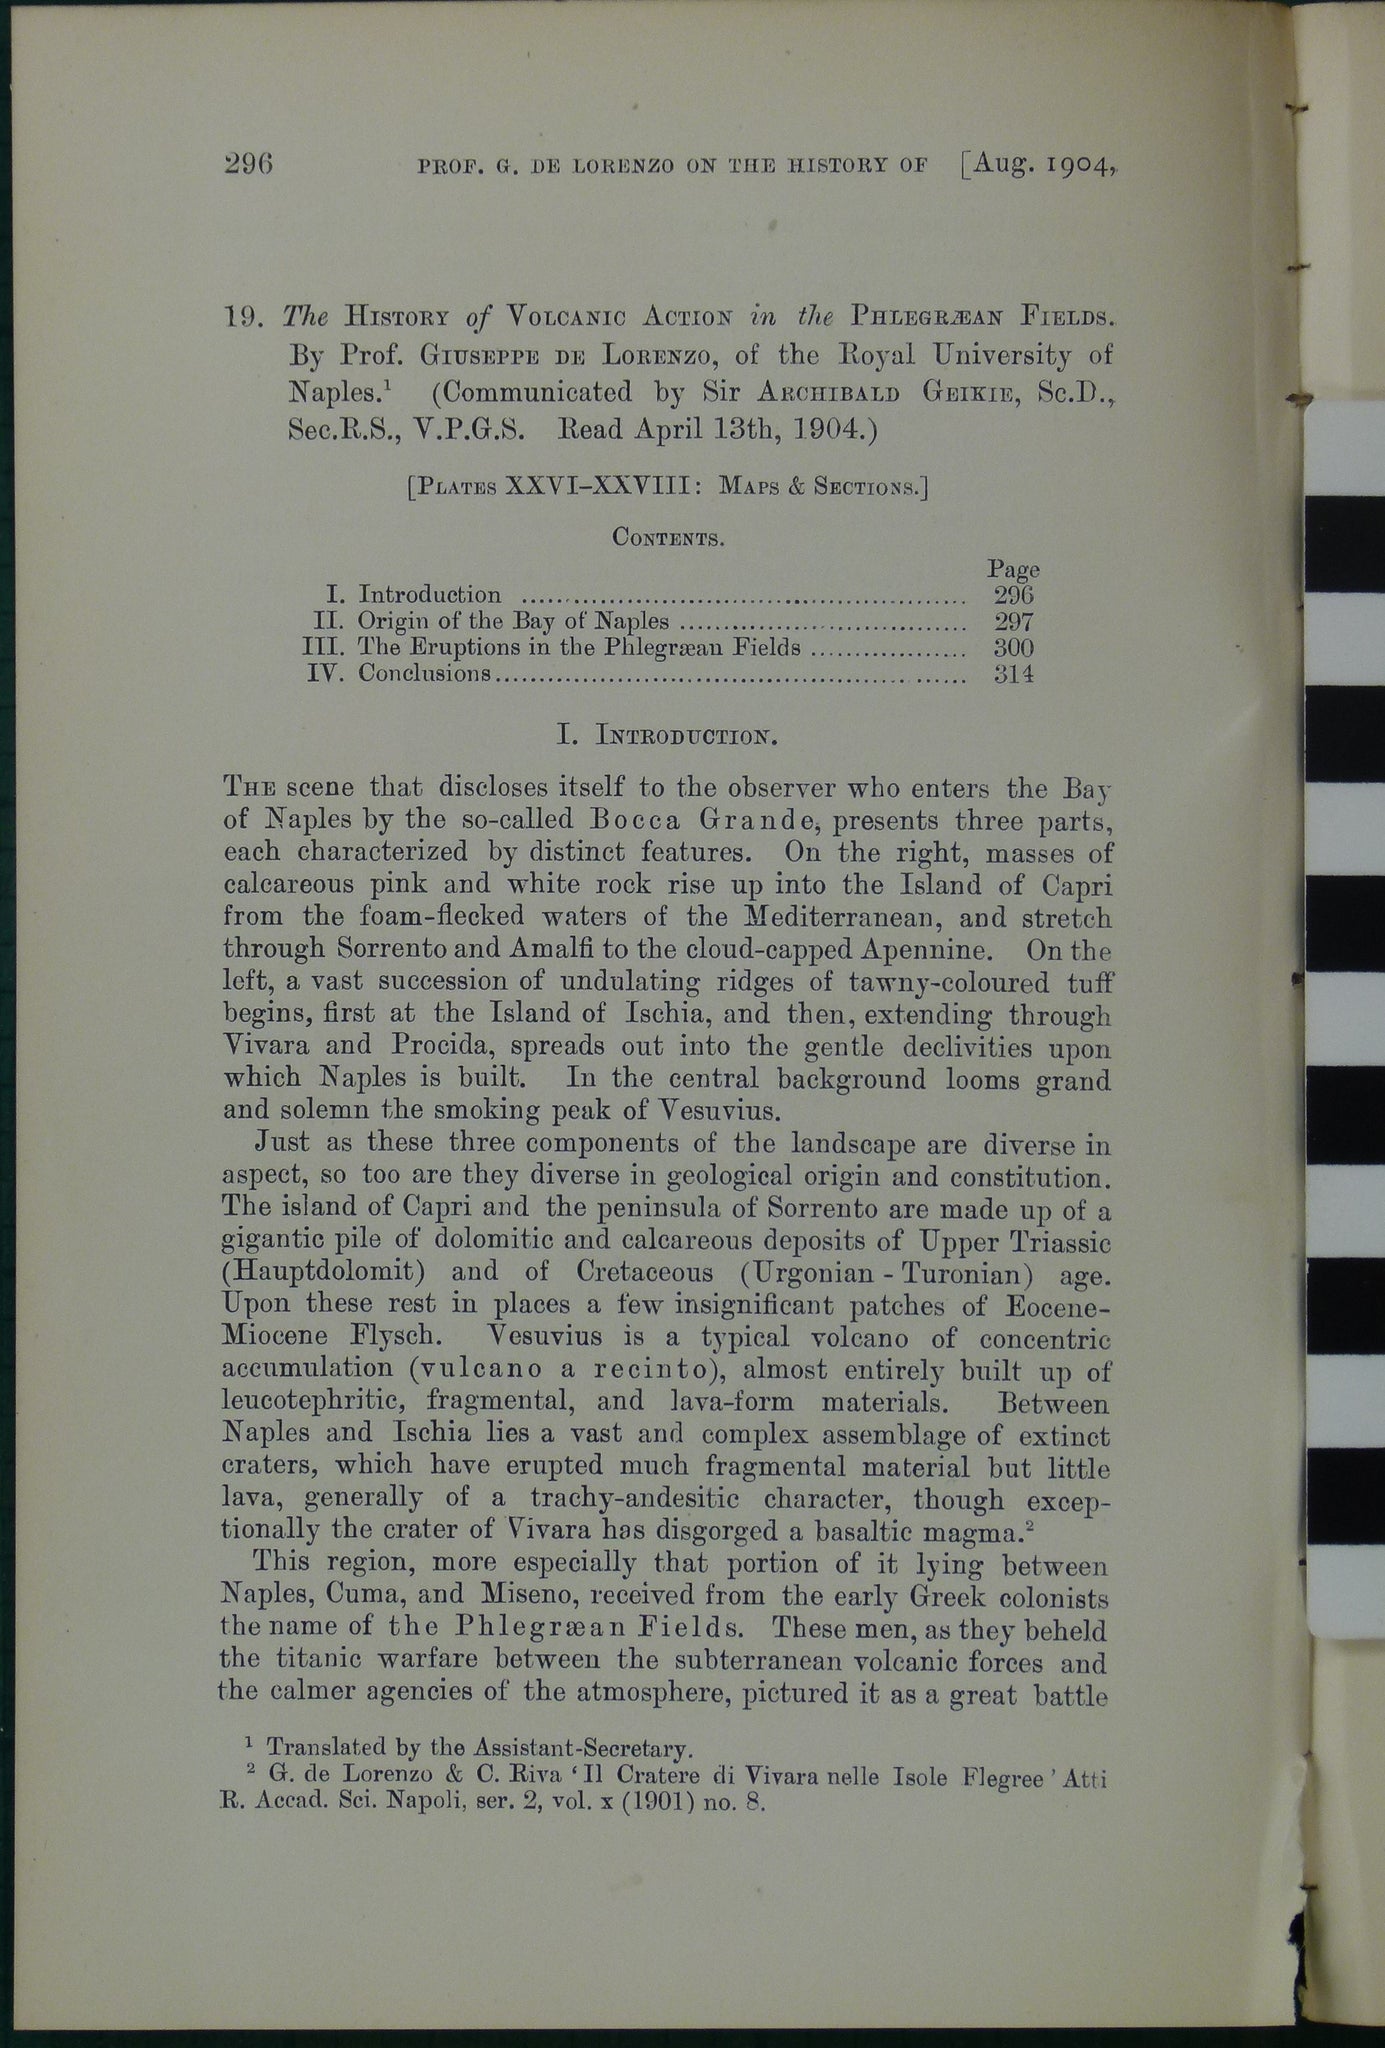 296 PROF. G. DE LORENZO ON THE HISTORY OF [Aug. 1904,
19. The HISTORY of VOLCANIC ACTION in the PHLEGRÆAN FIELDS.
By Prof. GIUSEPPE DE LORENZO, of the Royal University of
Naples.¹ (Communicated by Sir ARCHIBALD GEIKIE, Sc.D.,
Sec.R.S., V.P.G.S. Read April 13th, 1904.)
[PLATES XXVI–XXVIII: MAPS & SECTIONS.]
CONTENTS.
Page
I. Introduction ........................................ 296
II. Origin of the Bay of Naples ........................................ 297
III. The Eruptions in the Phlegræan Fields .................. 300
IV. Conclusions ........................................ 314
I. INTRODUCTION.
THE scene that discloses itself to the observer who enters the Bay
of Naples by the so-called Bocca Grande, presents three parts,
each characterized by distinct features. On the right, masses of
calcareous pink and white rock rise up into the Island of Capri
from the foam-flecked waters of the Mediterranean, and stretch
through Sorrento and Amalfi to the cloud-capped Apennine. On the
left, a vast succession of undulating ridges of tawny-coloured tuff
begins, first at the Island of Ischia, and then, extending through
Vivara and Procida, spreads out into the gentle declivities upon
which Naples is built. In the central background looms grand
and solemn the smoking peak of Vesuvius.
Just as these three components of the landscape are diverse in
aspect, so too are they diverse in geological origin and constitution.
The island of Capri and the peninsula of Sorrento are made up of a
gigantic pile of dolomitic and calcareous deposits of Upper Triassic
(Hauptdolomit) and of Cretaceous (Urgonian - Turonian) age.
Upon these rest in places a few insignificant patches of Eocene-
Miocene Flysch. Vesuvius is a typical volcano of concentric
accumulation (vulcano a recinto), almost entirely built up of
leucotephritic, fragmental, and lava-form materials. Between
Naples and Ischia lies a vast and complex assemblage of extinct
craters, which have erupted much fragmental material but little
lava, generally of a trachy-andesitic character, though excep-
tionally the crater of Vivara has disgorged a basaltic magma.²
This region, more especially that portion of it lying between
Naples, Cuma, and Miseno, received from the early Greek colonists
the name of the Phlegræan Fields. These men, as they beheld
the titanic warfare between the subterranean volcanic forces and
the calmer agencies of the atmosphere, pictured it as a great battle
¹ Translated by the Assistant-Secretary.
² G. de Lorenzo & C. Riva ‘Il Cratere di Vivara nelle Isole Flegree’ Atti
R. Accad. Sci. Napoli, ser. 2, vol. x (1901) no. 8.